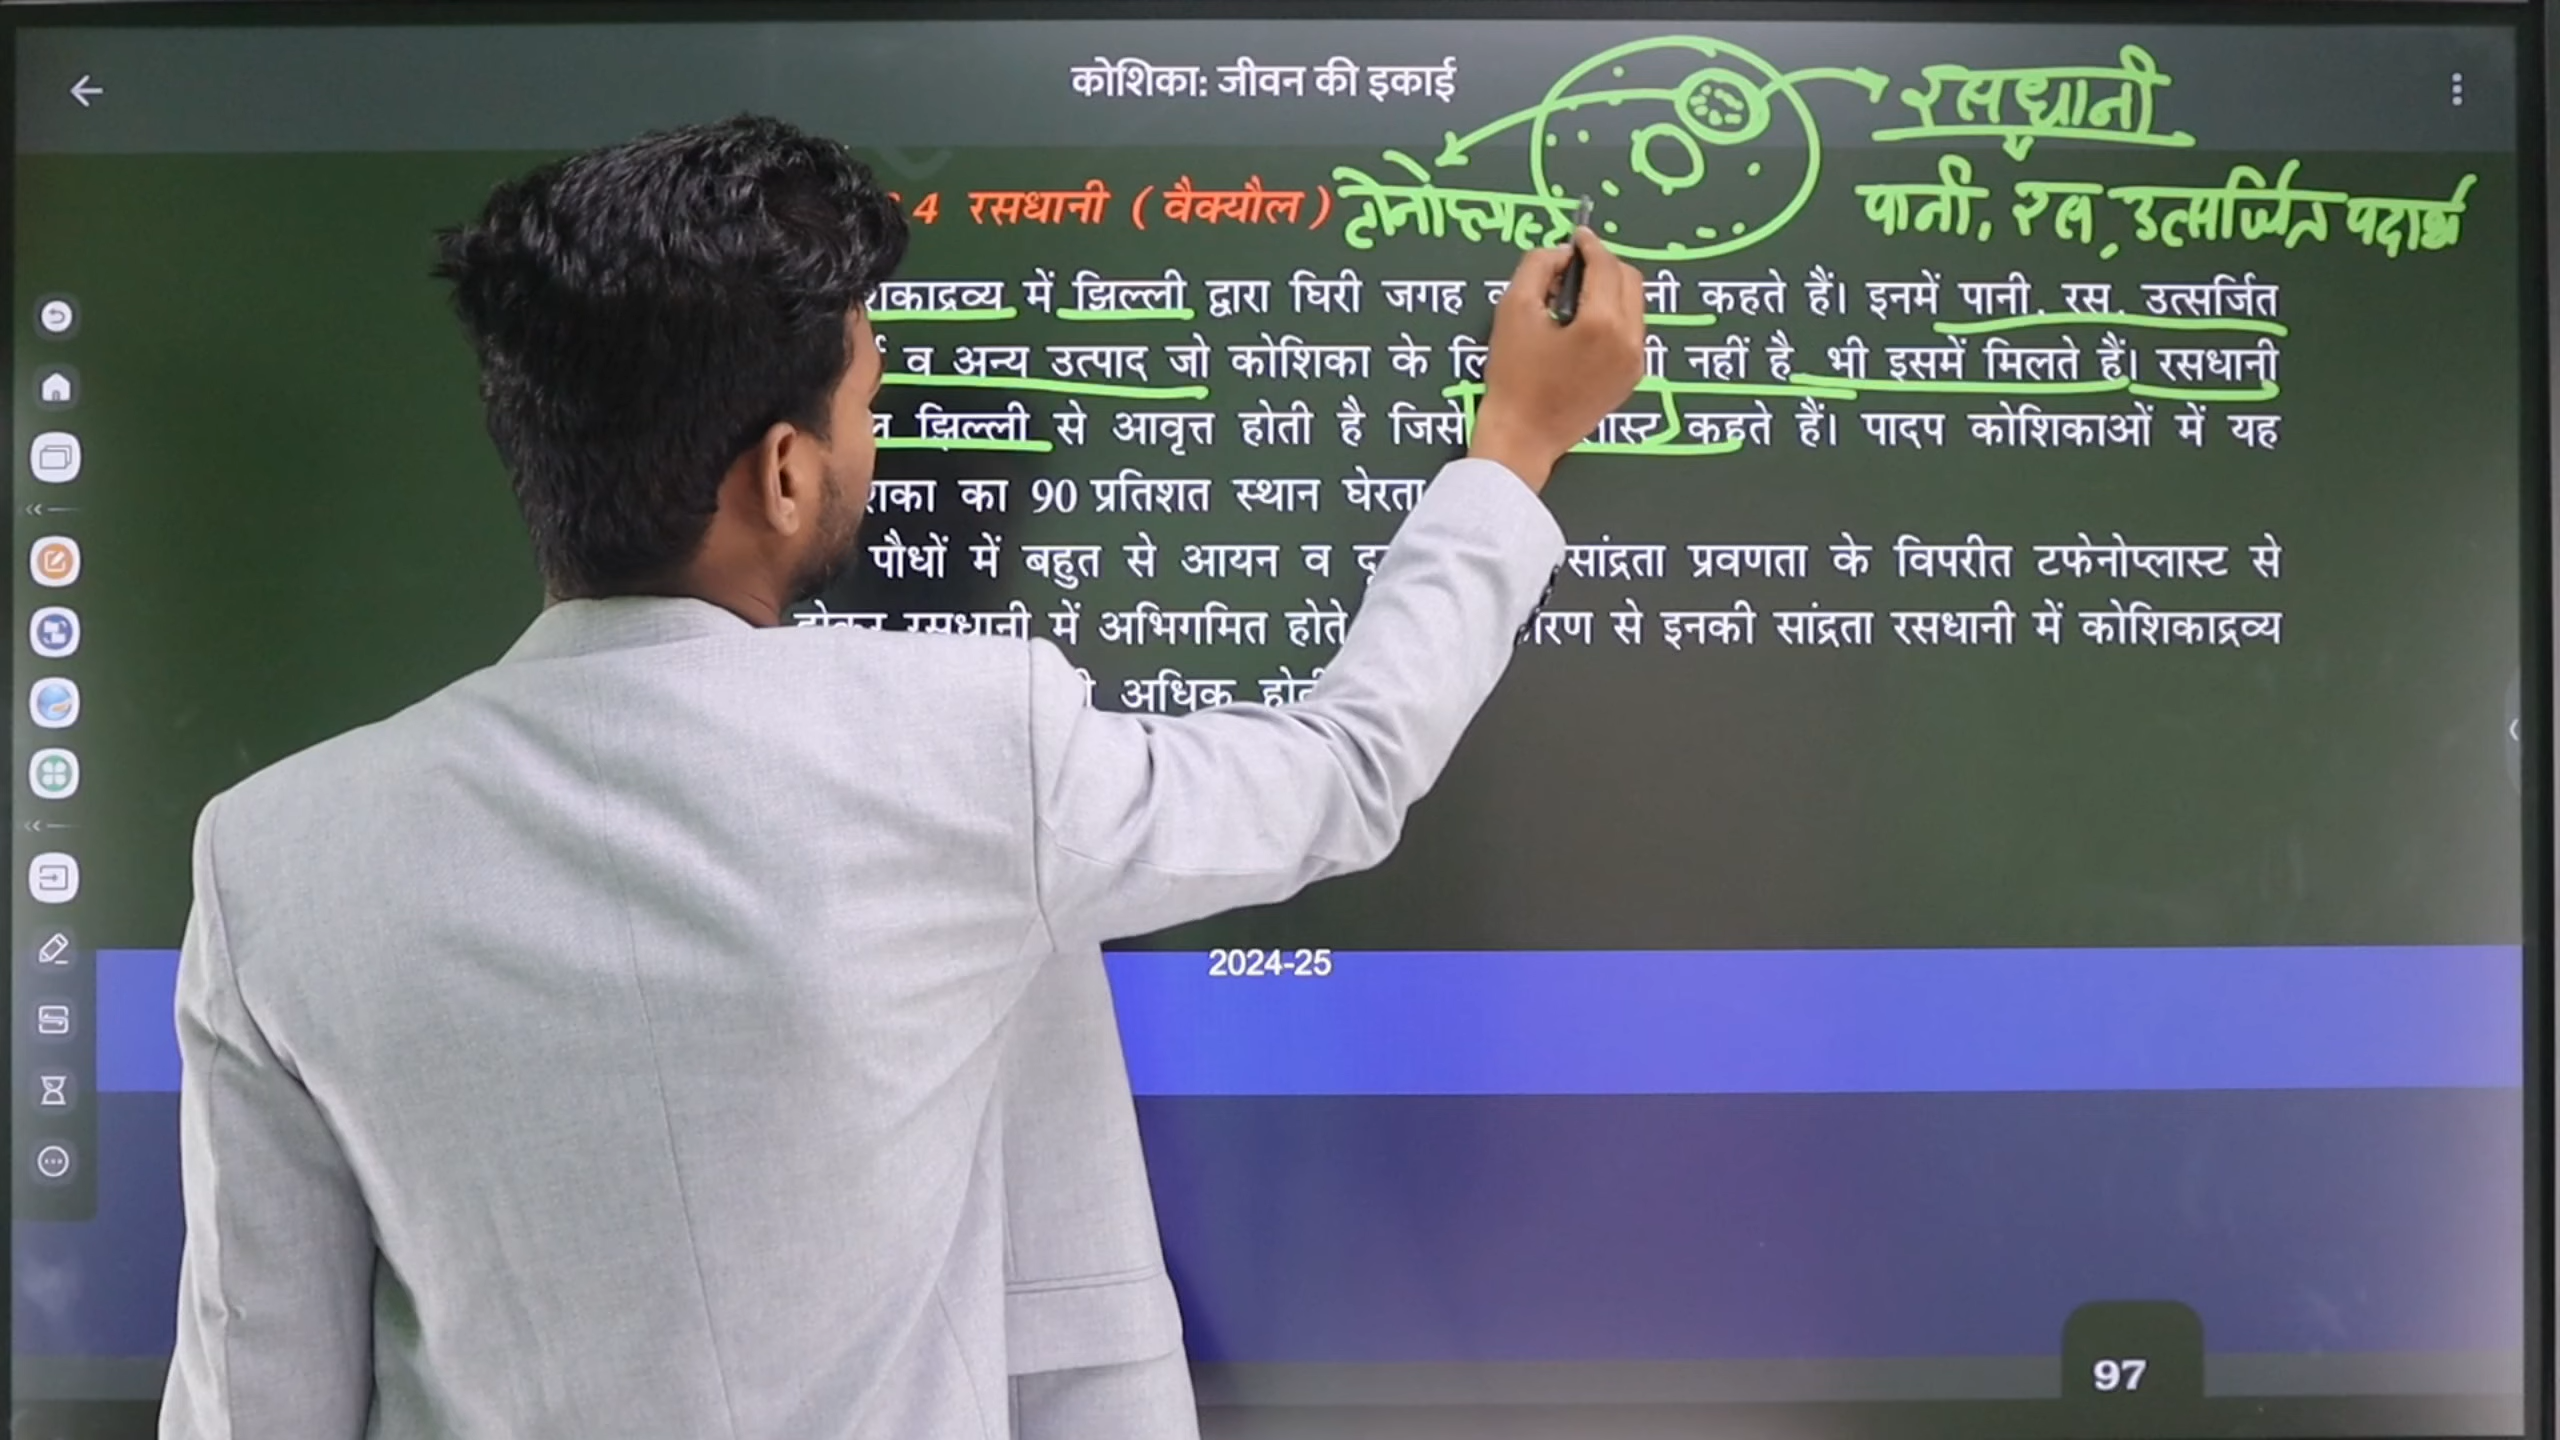 कोशिका: जीवन की इकाई
रसधानी
4 रसधानी ( वैक्यौल )
टोनोप्लास्ट
पानी, रस, उत्सर्जित पदार्थ
में झिल्ली द्वारा घिरी जगह कहते हैं। इनमें पानी, रस, उत्सर्जित
व अन्य उत्पाद जो कोशिका के नहीं है, भी इसमें मिलते हैं। रसधानी
झिल्ली से आवृत्त होती है जिसे कहते हैं। पादप कोशिकाओं में यह
का 90 प्रतिशत स्थान घेरता
पौधों में बहुत से आयन व सांद्रता प्रवणता के विपरीत टफेनोप्लास्ट से
होकर रसधानी में अभिगमित होते से इनकी सांद्रता रसधानी में कोशिकाद्रव्य
अधिक
2024-25
97